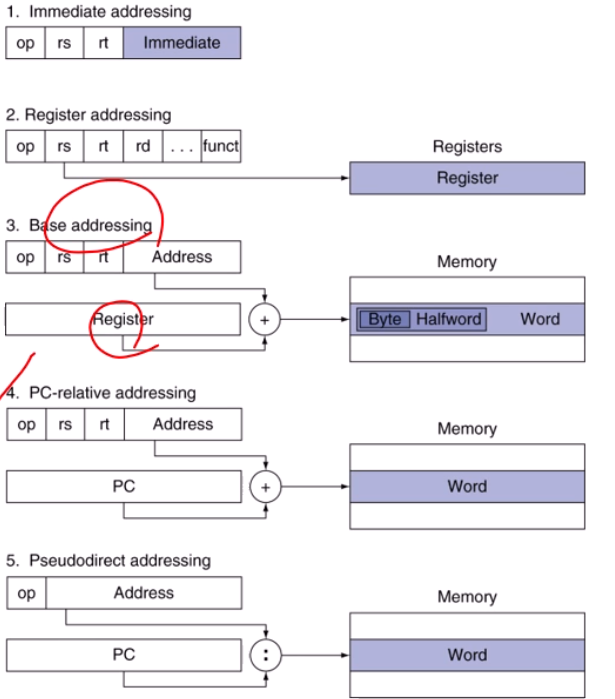 1. Immediate addressing
op rs rt Immediate
2. Register addressing
op rs rt rd ... funct
Registers
Register
3. Base addressing
op rs rt Address
Memory
Register + Byte Halfword Word
4. PC-relative addressing
op rs rt Address
Memory
PC + Word
5. Pseudodirect addressing
op Address
Memory
PC : Word